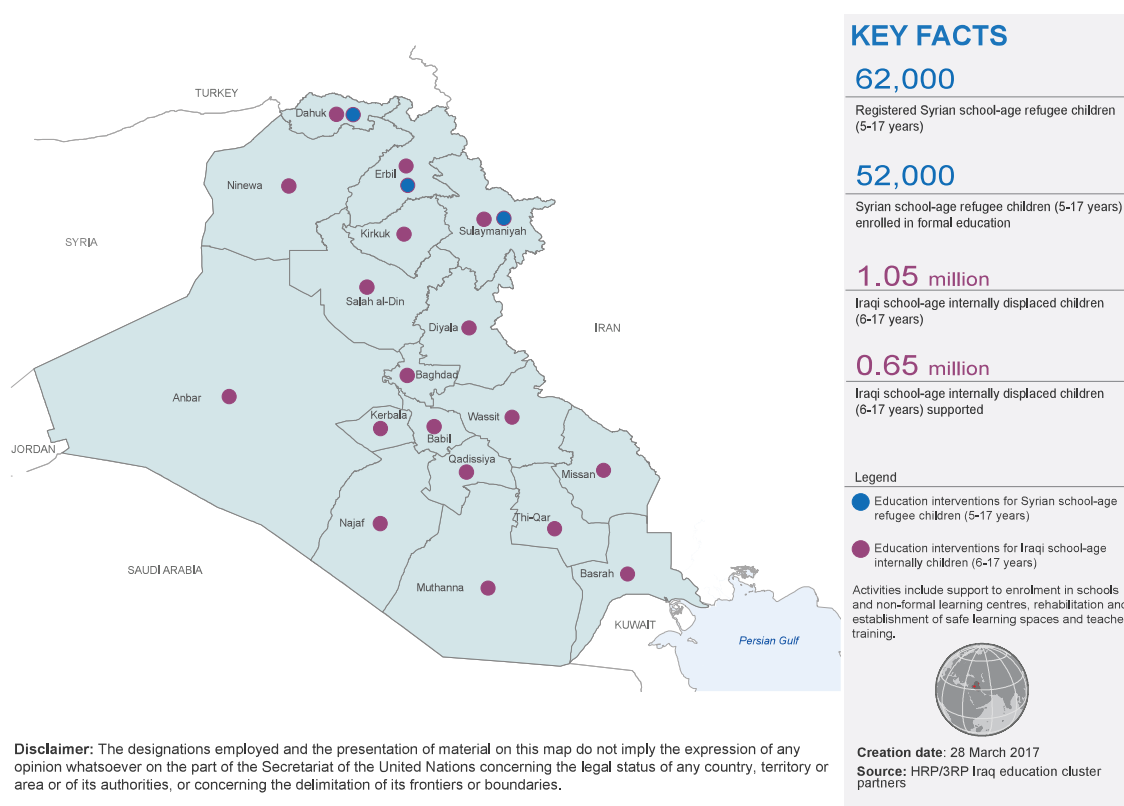 TURKEY
Dahuk
Ninewa
Erbil
SYRIA
Kirkuk
Sulaymaniyah
Salah al-Din
Diyala
IRAN
Baghdad
Anbar
Kerbala
Babil
Wassit
JORDAN
Qadissiya
Missan
Najaf
Thi-Qar
SAUDI ARABIA
Muthanna
Basrah
KUWAIT
Persian Gulf
KEY FACTS
62,000
Registered Syrian school-age refugee children
(5-17 years)
52,000
Syrian school-age refugee children (5-17 years)
enrolled in formal education
1.05 million
Iraqi school-age internally displaced children
(6-17 years)
0.65 million
Iraqi school-age internally displaced children
(6-17 years) supported
Legend
Education interventions for Syrian school-age
refugee children (5-17 years)
Education interventions for Iraqi school-age
internally children (6-17 years)
Activities include support to enrolment in schools
and non-formal learning centres, rehabilitation and
establishment of safe learning spaces and teache
training.
Creation date: 28 March 2017
Source: HRP/3RP Iraq education cluster
partners
Disclaimer: The designations employed and the presentation of material on this map do not imply the expression of any
opinion whatsoever on the part of the Secretariat of the United Nations concerning the legal status of any country, territory or
area or of its authorities, or concerning the delimitation of its frontiers or boundaries.